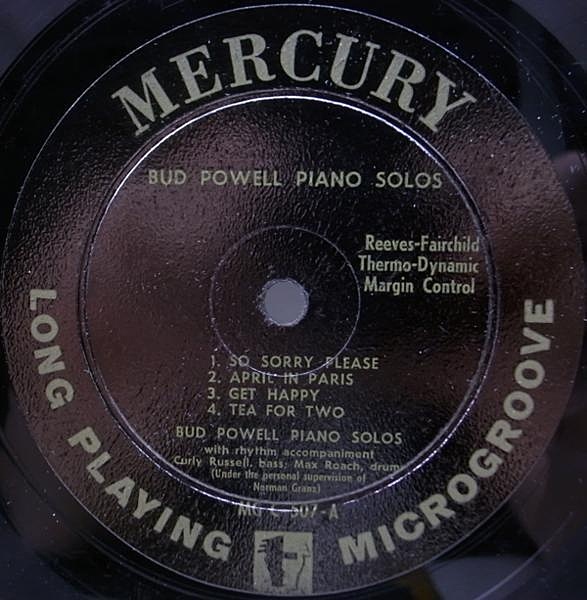 MERCURY
BUD POWELL PIANO SOLOS
Reeves-Fairchild
Thermo-Dynamic
Margin Control
1. SO SORRY PLEASE
2. APRIL IN PARIS
3. GET HAPPY
4. TEA FOR TWO
BUD POWELL PIANO SOLOS
with rhythm accompaniment
Curly Russell, bass; Max Roach, drums
(Under the personal supervision of
Norman Granz)
MG C 507-A
LONG PLAYING MICROGROOVE